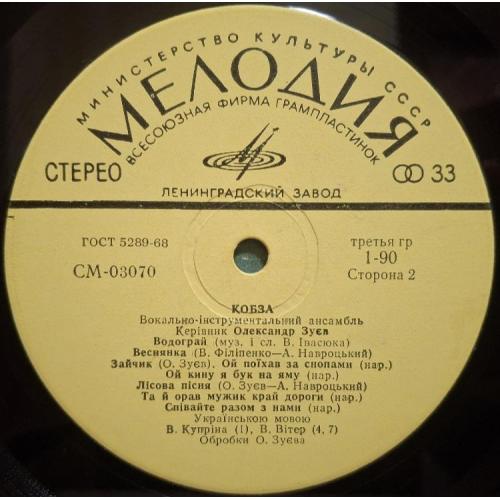 МИНИСТЕРСТВО КУЛЬТУРЫ СССР
МЕЛОДИЯ
ВСЕСОЮЗНАЯ ФИРМА ГРАМПЛАСТИНОК
СТЕРЕО
33
ЛЕНИНГРАДСКИЙ ЗАВОД
ГОСТ 5289-68
третья гр
СМ-03070
1-90
Сторона 2
КОБЗА
Вокально-інструментальний ансамбль
Керівник Олександр Зуєв
Водограй (муз. і сл. В. Івасюка)
Веснянка (В. Філіпенко—А. Навроцький)
Зайчик (О. Зуєв). Ой поїхав за снопами (нар.)
Ой кину я бук на яму (нар.)
Лісова пісня (О. Зуєв—А. Навроцький)
Та й орав мужик край дороги (нар.)
Співайте разом з нами (нар.)
Українською мовою
В. Купріна (1), В. Вітер (4, 7)
Обробки О. Зуєва